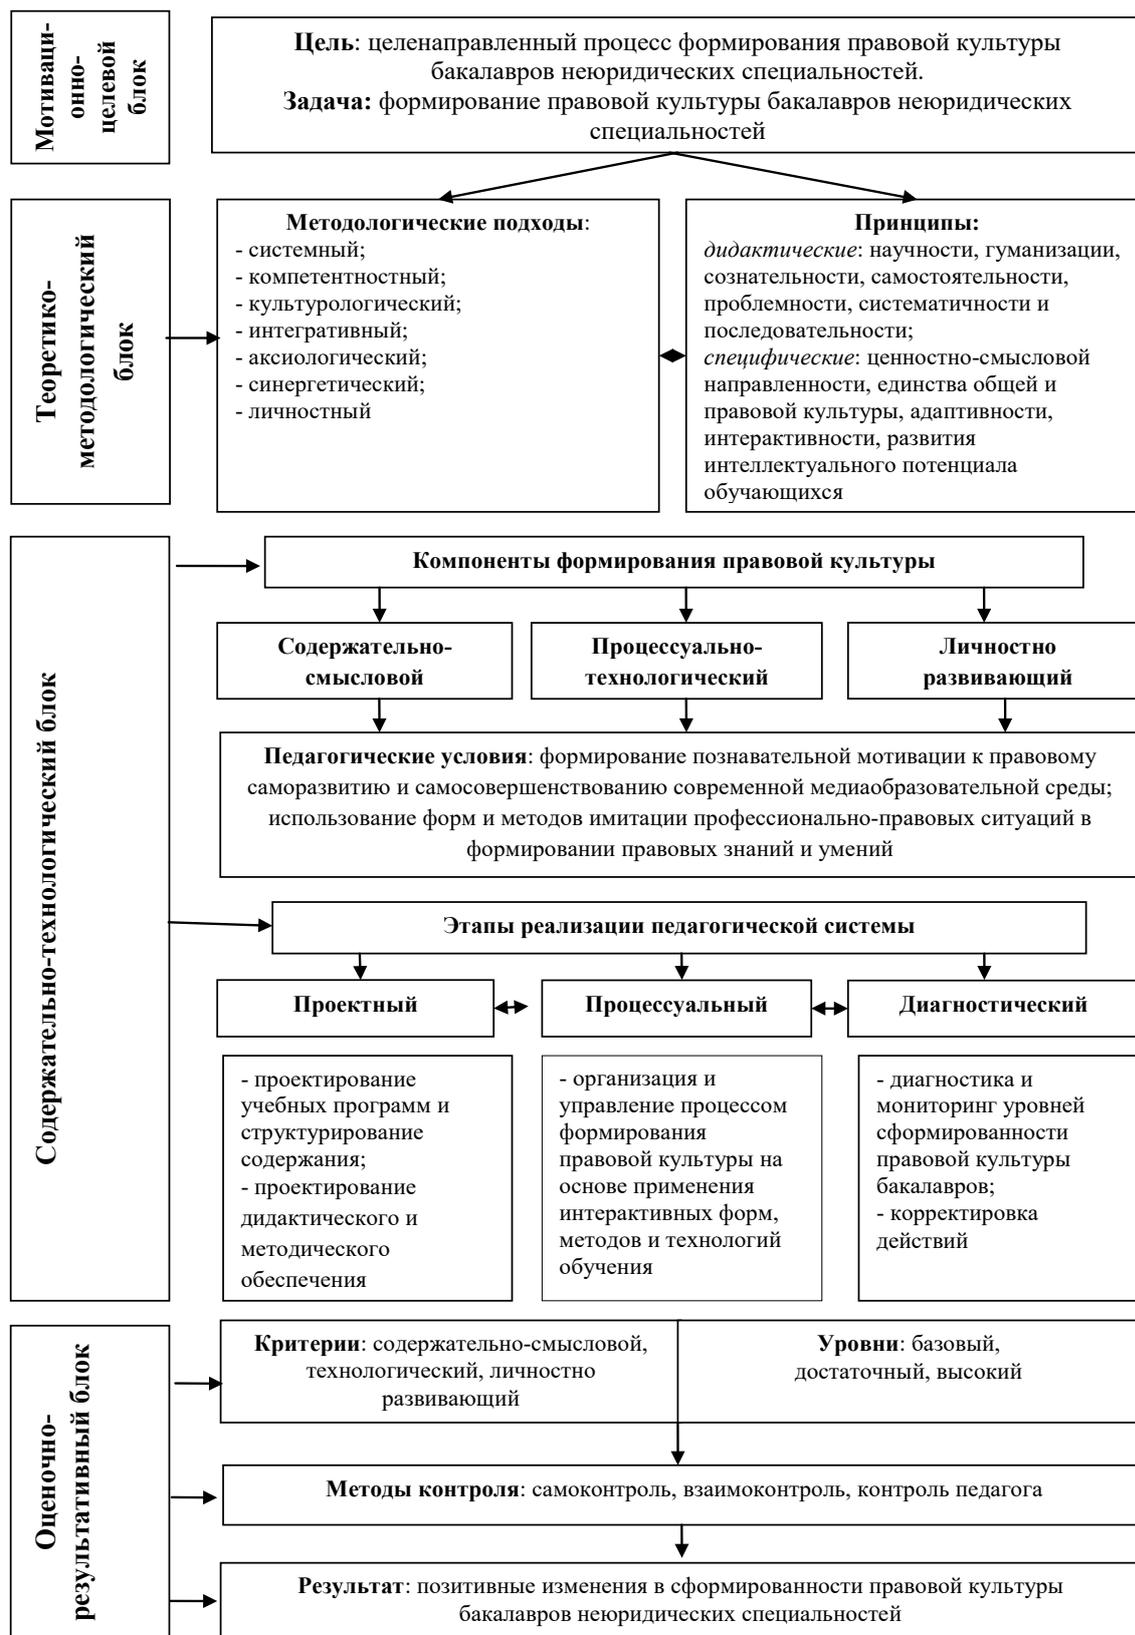 Мотиваци-
онно-
целевой
блок
Цель: целенаправленный процесс формирования правовой культуры
бакалавров неюридических специальностей.
Задача: формирование правовой культуры бакалавров неюридических
специальностей
Теоретико-
методологический
блок
Методологические подходы:
- системный;
- компетентностный;
- культурологический;
- интегративный;
- аксиологический;
- синергетический;
- личностный
Принципы:
дидактические: научности, гуманизации,
сознательности, самостоятельности,
проблемности, систематичности и
последовательности;
специфические: ценностно-смысловой
направленности, единства общей и
правовой культуры, адаптивности,
интерактивности, развития
интеллектуального потенциала
обучающихся
Содержательно-технологический блок
Компоненты формирования правовой культуры
Содержательно-
смысловой
Процессуально-
технологический
Личностно
развивающий
Педагогические условия: формирование познавательной мотивации к правовому
саморазвитию и самосовершенствованию современной медиаобразовательной среды;
использование форм и методов имитации профессионально-правовых ситуаций в
формировании правовых знаний и умений
Этапы реализации педагогической системы
Проектный
Процессуальный
Диагностический
- проектирование
учебных программ и
структурирование
содержания;
- проектирование
дидактического и
методического
обеспечения
- организация и
управление процессом
формирования
правовой культуры на
основе применения
интерактивных форм,
методов и технологий
обучения
- диагностика и
мониторинг уровней
сформированности
правовой культуры
бакалавров;
- корректировка
действий
Оценочно-
результативный блок
Критерии: содержательно-смысловой,
технологический, личностно
развивающий
Уровни: базовый,
достаточный, высокий
Методы контроля: самоконтроль, взаимоконтроль, контроль педагога
Результат: позитивные изменения в сформированности правовой культуры
бакалавров неюридических специальностей